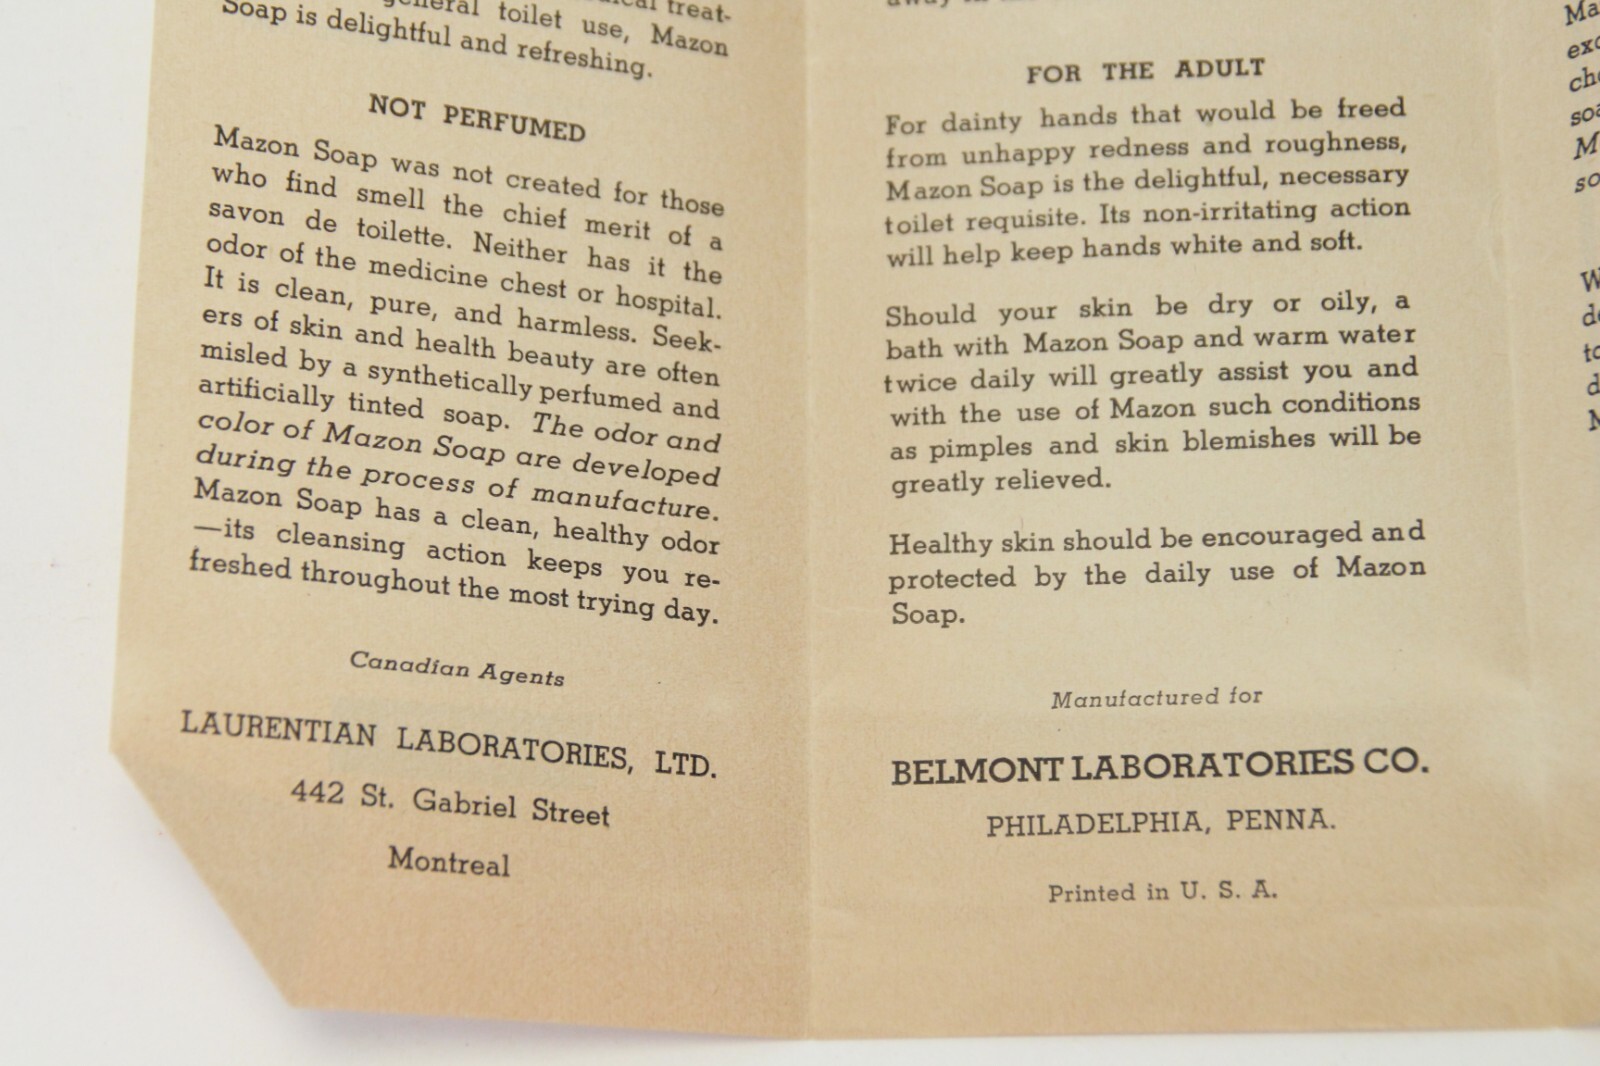 general toilet use, Mazon
Soap is delightful and refreshing.
NOT PERFUMED
Mazon Soap was not created for those
who find smell the chief merit of a
savon de toilette. Neither has it the
odor of the medicine chest or hospital.
It is clean, pure, and harmless. Seek-
ers of skin and health beauty are often
misled by a synthetically perfumed and
artificially tinted soap. The odor and
color of Mazon Soap are developed
during the process of manufacture.
Mazon Soap has a clean, healthy odor
—its cleansing action keeps you re-
freshed throughout the most trying day.
Canadian Agents
LAURENTIAN LABORATORIES, LTD.
442 St. Gabriel Street
Montreal
FOR THE ADULT
For dainty hands that would be freed
from unhappy redness and roughness,
Mazon Soap is the delightful, necessary
toilet requisite. Its non-irritating action
will help keep hands white and soft.
Should your skin be dry or oily, a
bath with Mazon Soap and warm water
twice daily will greatly assist you and
with the use of Mazon such conditions
as pimples and skin blemishes will be
greatly relieved.
Healthy skin should be encouraged and
protected by the daily use of Mazon
Soap.
Manufactured for
BELMONT LABORATORIES CO.
PHILADELPHIA, PENNA.
Printed in U. S. A.